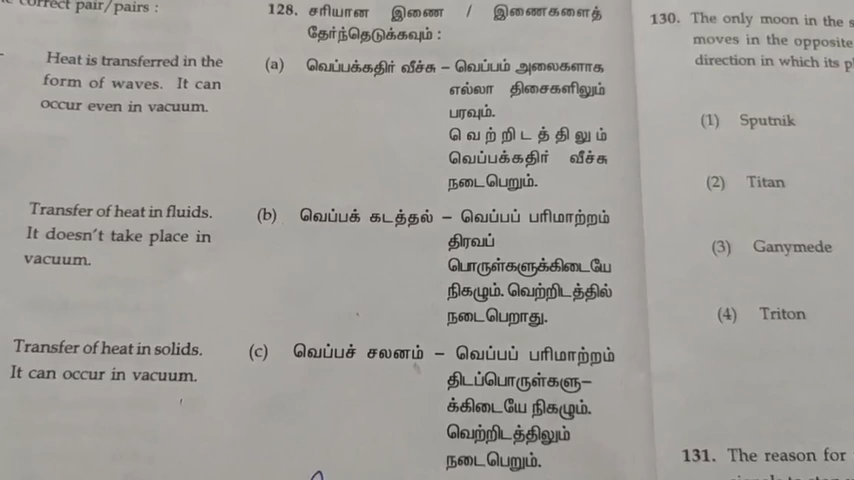 correct pair/pairs :
Heat is transferred in the
form of waves. It can
occur even in vacuum.
Transfer of heat in fluids.
It doesn't take place in
vacuum.
Transfer of heat in solids.
It can occur in vacuum.
128. சரியான இணை / இணைகளைத்
தேர்ந்தெடுக்கவும் :
(a) வெப்பக்கதிர் வீச்சு – வெப்பம் அலைகளாக
எல்லா திசைகளிலும்
பரவும்.
வெற்றிடத்திலும்
வெப்பக்கதிர் வீச்சு
நடைபெறும்.
(b) வெப்பக் கடத்தல் – வெப்பப் பரிமாற்றம்
திரவப்
பொருள்களுக்கிடையே
நிகழும். வெற்றிடத்தில்
நடைபெறாது.
(c) வெப்பச் சலனம் – வெப்பப் பரிமாற்றம்
திடப்பொருள்களு–
க்கிடையே நிகழும்.
வெற்றிடத்திலும்
நடைபெறும்.
130. The only moon in the
moves in the opposite
direction in which its
(1) Sputnik
(2) Titan
(3) Ganymede
(4) Triton
131. The reason for